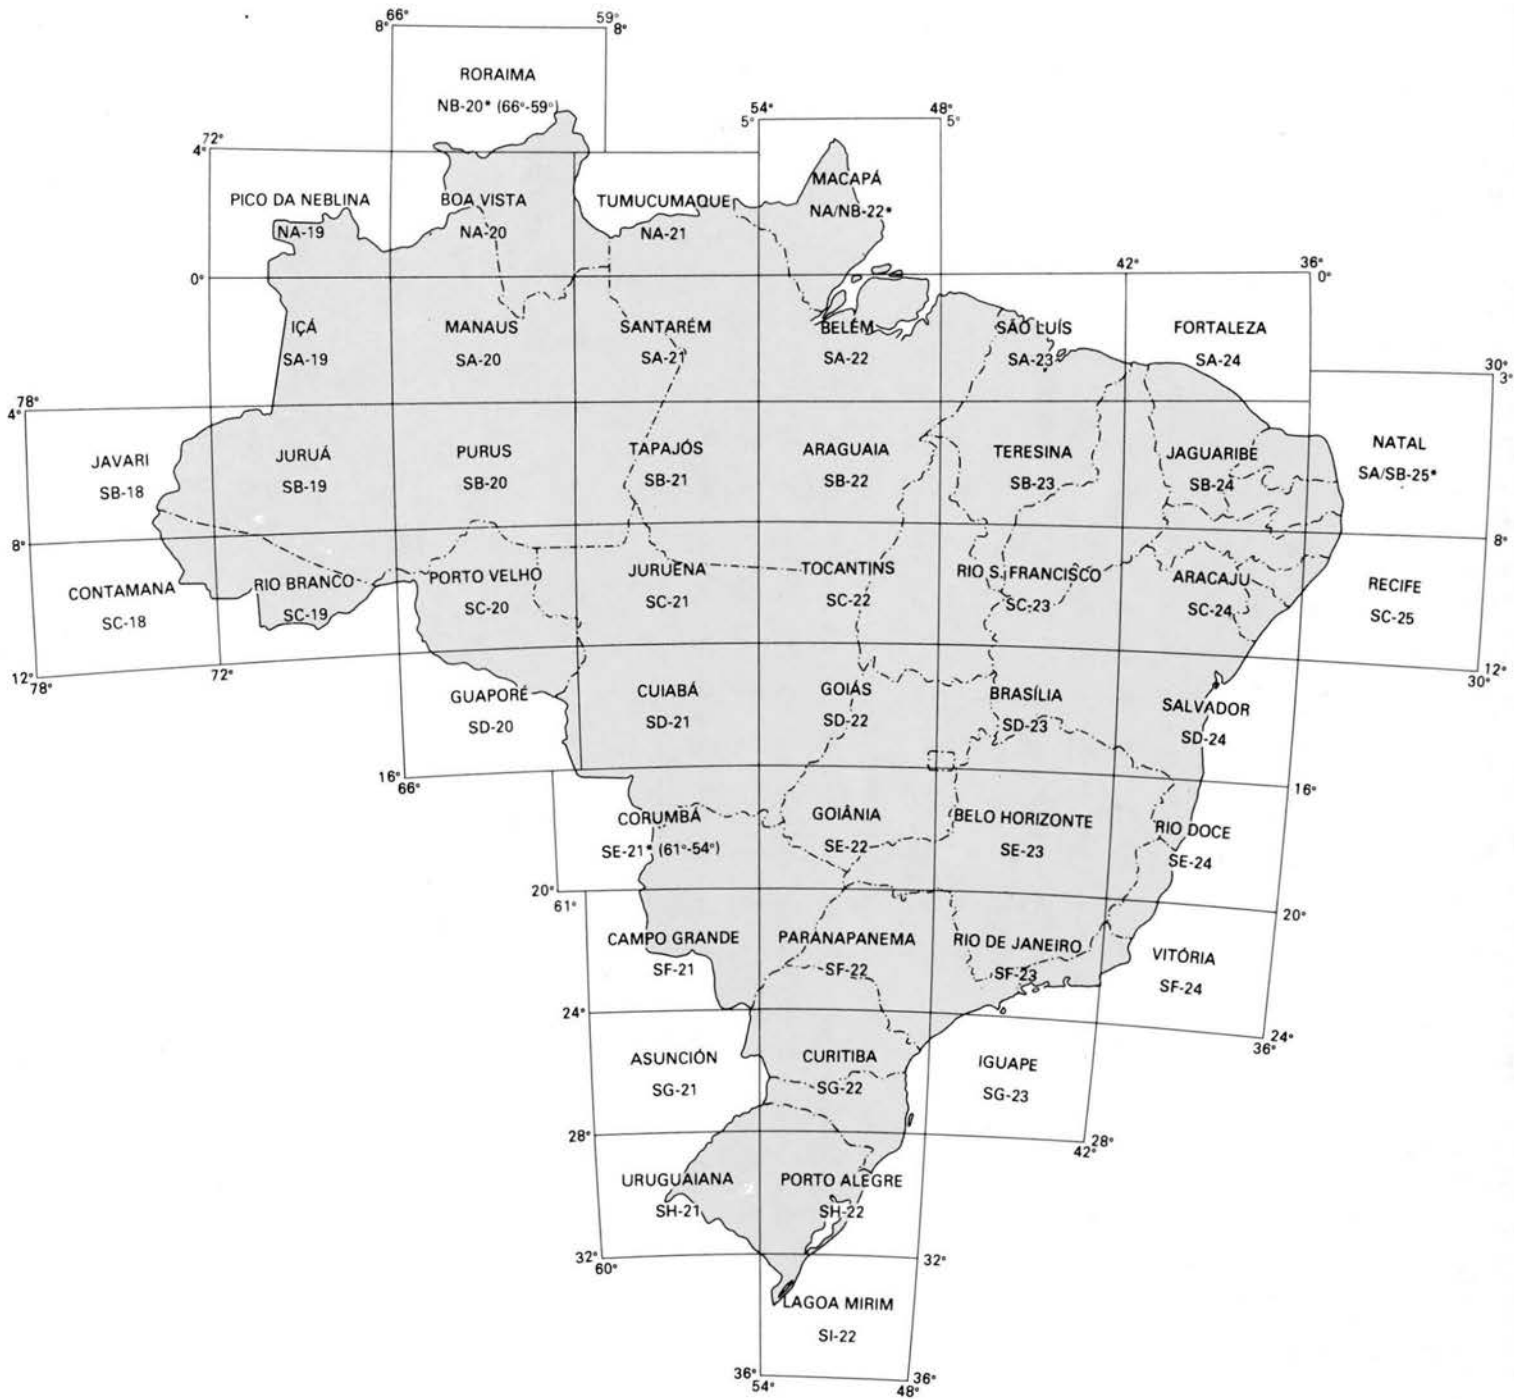 66°
59°
8°
8°
RORAIMA
NB-20* (66°-59°)
54°
48°
5°
5°
72°
4°
PICO DA NEBLINA
NA-19
BOA VISTA
NA-20
TUMUCUMAQUE
NA-21
MACAPÁ
NA/NB-22*
0°
42°
36°
0°
IÇÁ
SA-19
MANAUS
SA-20
SANTARÉM
SA-21
BELÉM
SA-22
SÃO LUÍS
SA-23
FORTALEZA
SA-24
30°
3°
78°
4°
JAVARI
SB-18
JURUÁ
SB-19
PURUS
SB-20
TAPAJÓS
SB-21
ARAGUAIA
SB-22
TERESINA
SB-23
JAGUARIBE
SB-24
NATAL
SA/SB-25*
8°
8°
CONTAMANA
SC-18
RIO BRANCO
SC-19
PORTO VELHO
SC-20
JURUENA
SC-21
TOCANTINS
SC-22
RIO S. FRANCISCO
SC-23
ARACAJU
SC-24
RECIFE
SC-25
12°
78°
72°
12°
30°
GUAPORÉ
SD-20
CUIABÁ
SD-21
GOIÁS
SD-22
BRASÍLIA
SD-23
SALVADOR
SD-24
16°
66°
16°
CORUMBÁ
SE-21* (61°-54°)
GOIÂNIA
SE-22
BELO HORIZONTE
SE-23
RIO DOCE
SE-24
20°
61°
20°
CAMPO GRANDE
SF-21
PARANAPANEMA
SF-22
RIO DE JANEIRO
SF-23
VITÓRIA
SF-24
24°
24°
36°
ASUNCIÓN
SG-21
CURITIBA
SG-22
IGUAPE
SG-23
28°
28°
42°
URUGUAIANA
SH-21
PORTO ALEGRE
SH-22
32°
60°
32°
LAGOA MIRIM
SI-22
36°
54°
36°
48°